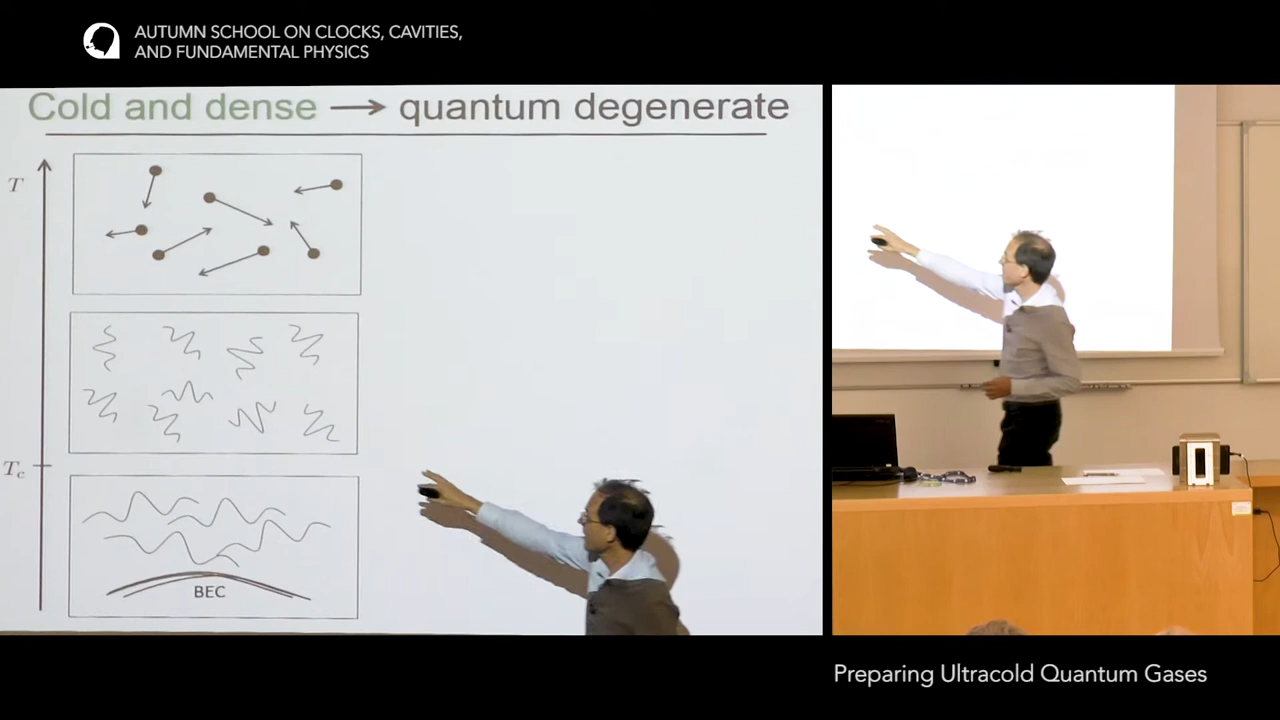 AUTUMN SCHOOL ON CLOCKS, CAVITIES,
AND FUNDAMENTAL PHYSICS
Cold and dense → quantum degenerate
T
Tc
BEC
Preparing Ultracold Quantum Gases